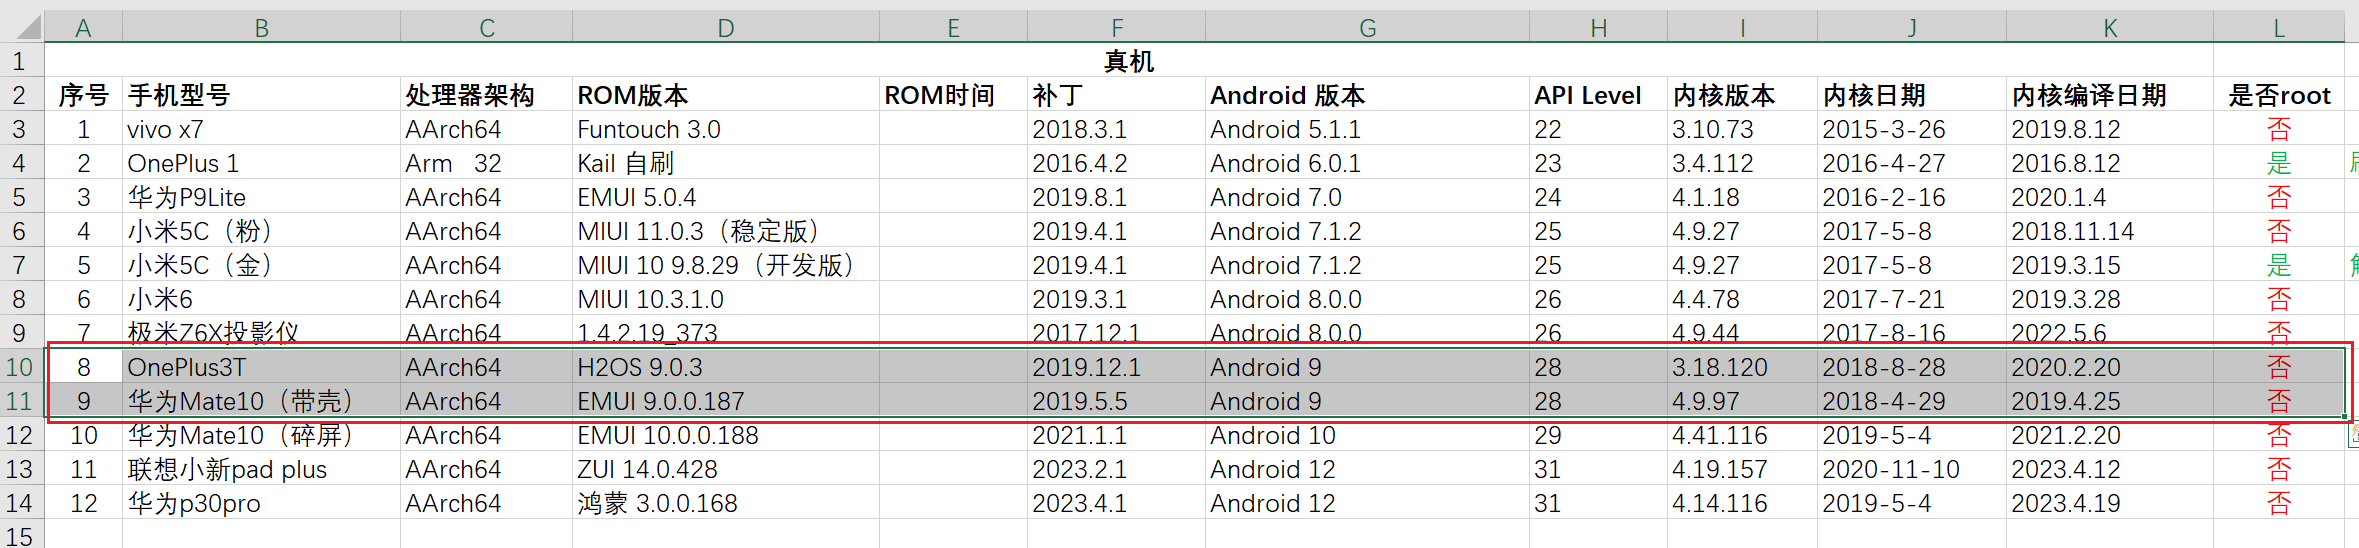 A B C D E F G H I J K L
1 真机
2 序号 手机型号 处理器架构 ROM版本 ROM时间 补丁 Android 版本 API Level 内核版本 内核日期 内核编译日期 是否root
3 1 vivo x7 AArch64 Funtouch 3.0 2018.3.1 Android 5.1.1 22 3.10.73 2015-3-26 2019.8.12 否
4 2 OnePlus 1 Arm 32 Kail 自刷 2016.4.2 Android 6.0.1 23 3.4.112 2016-4-27 2016.8.12 是
5 3 华为P9Lite AArch64 EMUI 5.0.4 2019.8.1 Android 7.0 24 4.1.18 2016-2-16 2020.1.4 否
6 4 小米5C（粉） AArch64 MIUI 11.0.3（稳定版） 2019.4.1 Android 7.1.2 25 4.9.27 2017-5-8 2018.11.14 否
7 5 小米5C（金） AArch64 MIUI 10 9.8.29（开发版） 2019.4.1 Android 7.1.2 25 4.9.27 2017-5-8 2019.3.15 是
8 6 小米6 AArch64 MIUI 10.3.1.0 2019.3.1 Android 8.0.0 26 4.4.78 2017-7-21 2019.3.28 否
9 7 极米Z6X投影仪 AArch64 1.4.2.19_373 2017.12.1 Android 8.0.0 26 4.9.44 2017-8-16 2022.5.6 否
10 8 OnePlus3T AArch64 H2OS 9.0.3 2019.12.1 Android 9 28 3.18.120 2018-8-28 2020.2.20 否
11 9 华为Mate10（带壳） AArch64 EMUI 9.0.0.187 2019.5.5 Android 9 28 4.9.97 2018-4-29 2019.4.25 否
12 10 华为Mate10（碎屏） AArch64 EMUI 10.0.0.188 2021.1.1 Android 10 29 4.41.116 2019-5-4 2021.2.20 否
13 11 联想小新pad plus AArch64 ZUI 14.0.428 2023.2.1 Android 12 31 4.19.157 2020-11-10 2023.4.12 否
14 12 华为p30pro AArch64 鸿蒙 3.0.0.168 2023.4.1 Android 12 31 4.14.116 2019-5-4 2023.4.19 否
15